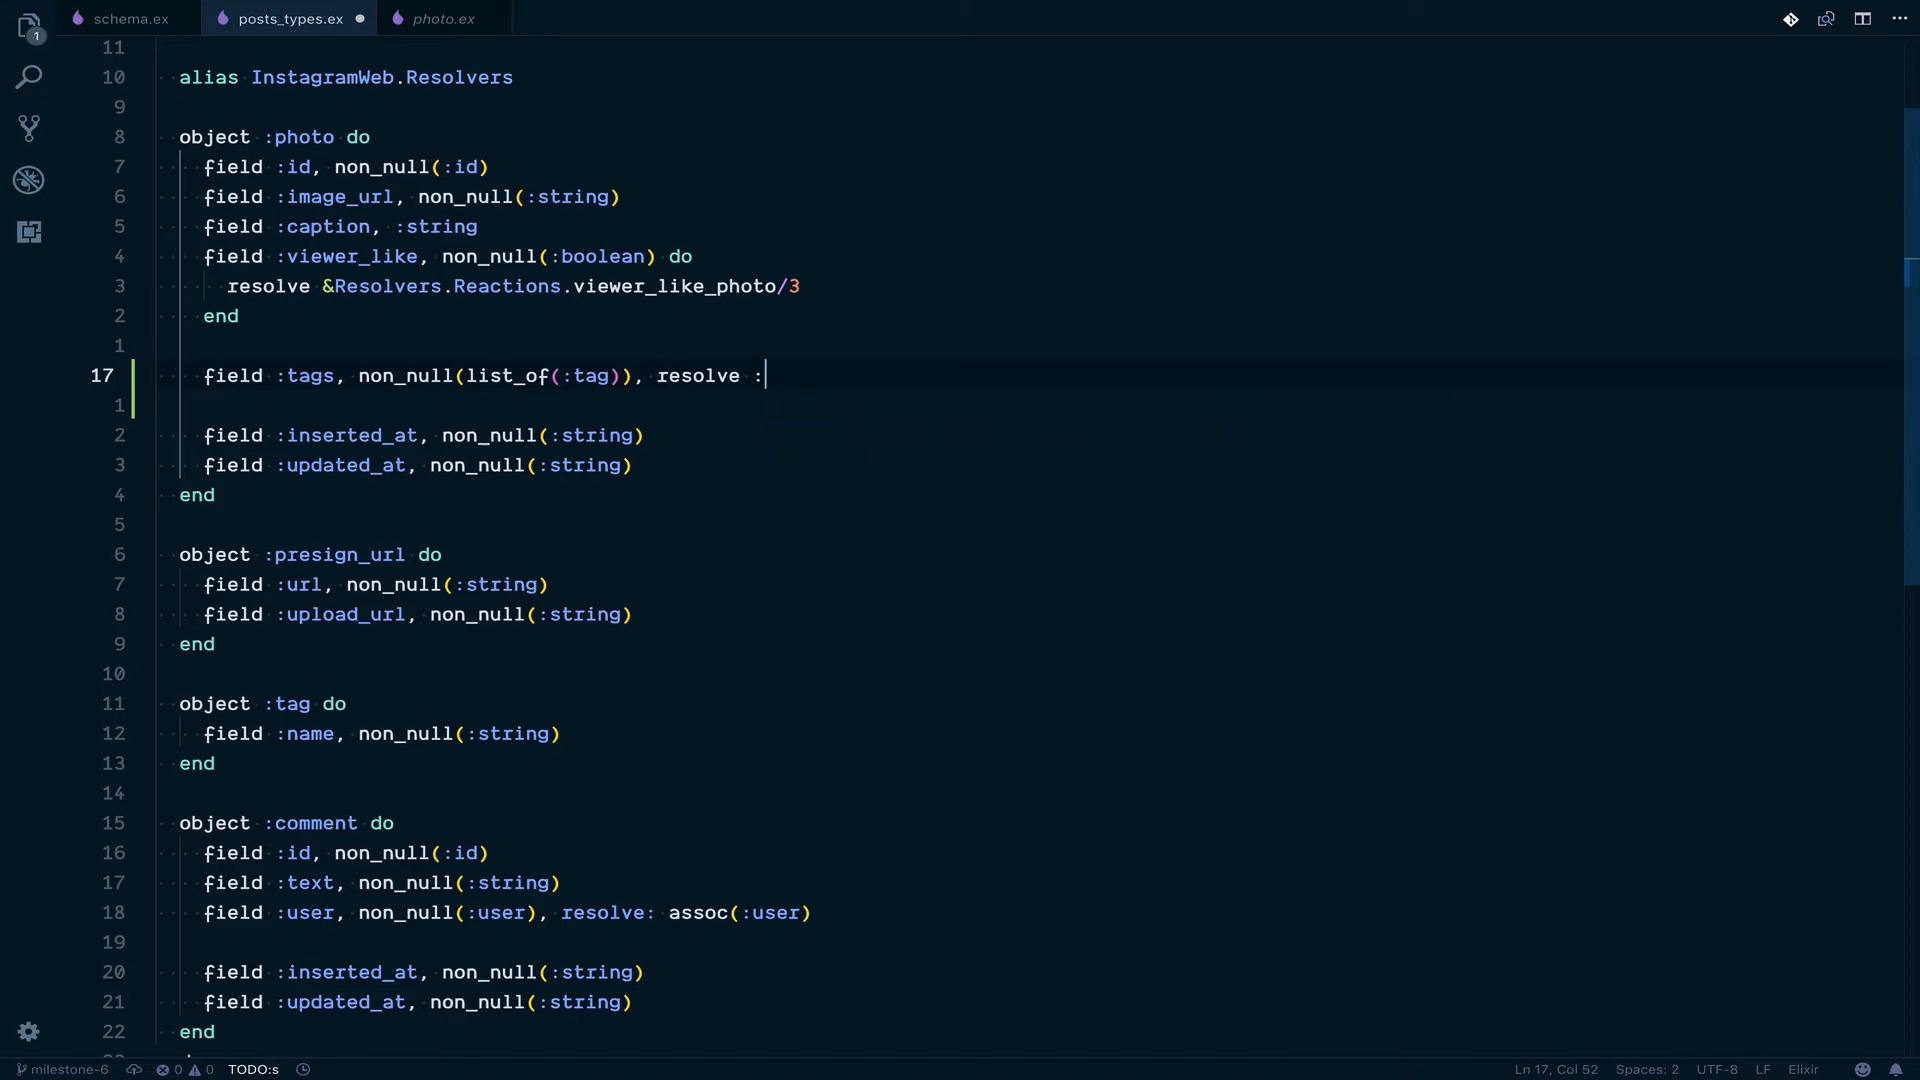 schema.ex posts_types.ex photo.ex
1
11
10 alias InstagramWeb.Resolvers
9
8 object :photo do
7 field :id, non_null(:id)
6 field :image_url, non_null(:string)
5 field :caption, :string
4 field :viewer_like, non_null(:boolean) do
3 resolve &Resolvers.Reactions.viewer_like_photo/3
2 end
1
17 field :tags, non_null(list_of(:tag)), resolve :
1
2 field :inserted_at, non_null(:string)
3 field :updated_at, non_null(:string)
4 end
5
6 object :presign_url do
7 field :url, non_null(:string)
8 field :upload_url, non_null(:string)
9 end
10
11 object :tag do
12 field :name, non_null(:string)
13 end
14
15 object :comment do
16 field :id, non_null(:id)
17 field :text, non_null(:string)
18 field :user, non_null(:user), resolve: assoc(:user)
19
20 field :inserted_at, non_null(:string)
21 field :updated_at, non_null(:string)
22 end
milestone-6 0 0 TODO:s Ln 17, Col 52 Spaces: 2 UTF-8 LF Elixir